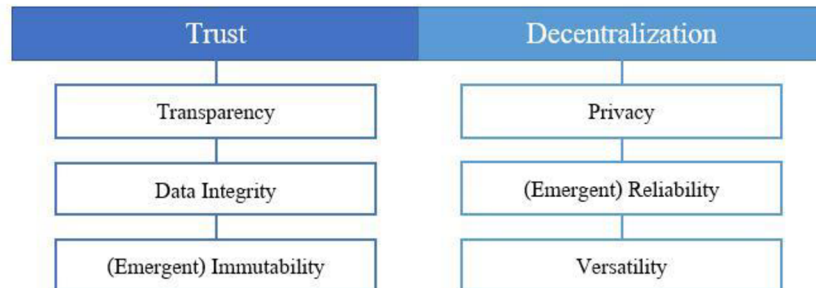 Trust
Decentralization
Transparency
Privacy
Data Integrity
(Emergent) Reliability
(Emergent) Immutability
Versatility